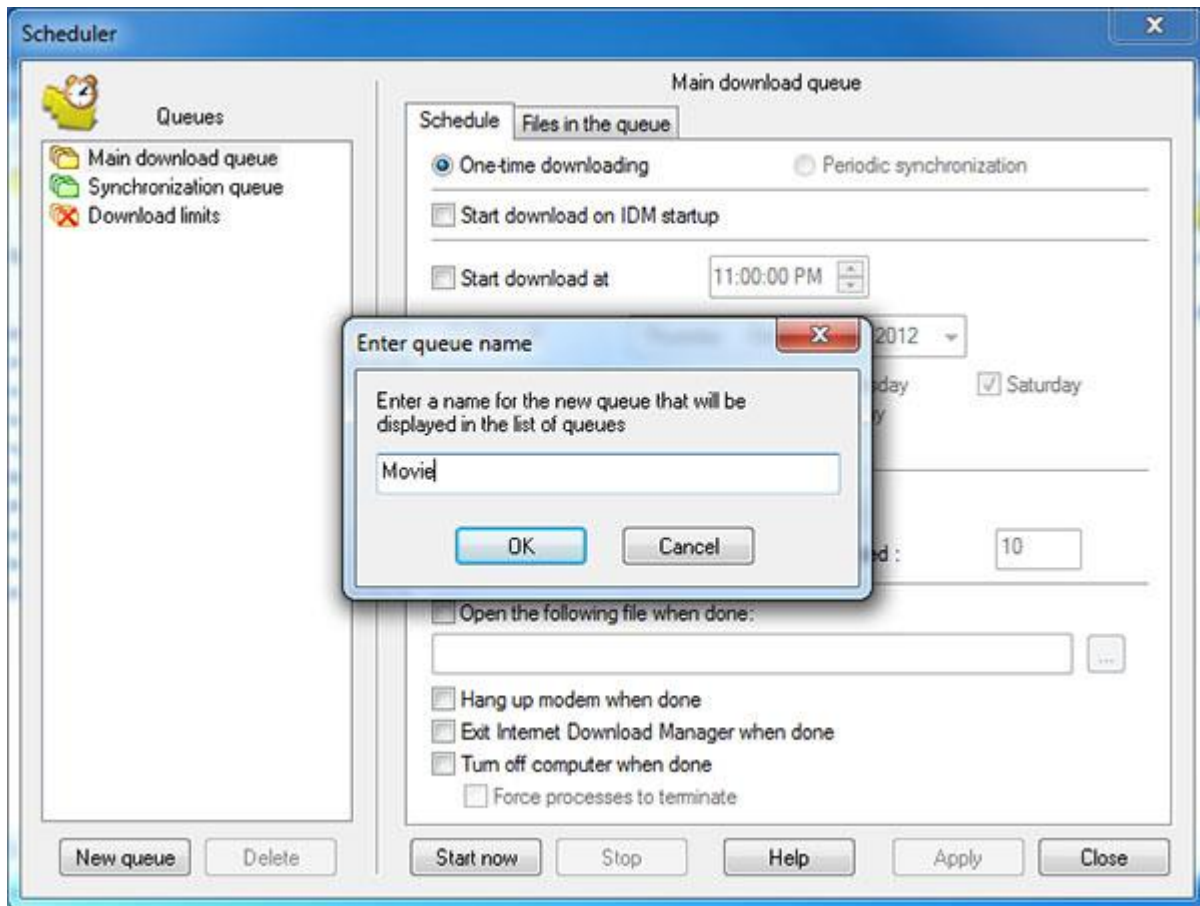 Scheduler
Queues
Main download queue
Synchronization queue
Download limits
New queue
Delete
Main download queue
Schedule
Files in the queue
One-time downloading
Periodic synchronization
Start download on IDM startup
Start download at
11:00:00 PM
2012
Saturday
Enter queue name
Enter a name for the new queue that will be
displayed in the list of queues
Movie
OK
Cancel
10
Open the following file when done:
...
Hang up modem when done
Exit Internet Download Manager when done
Turn off computer when done
Force processes to terminate
Start now
Stop
Help
Apply
Close